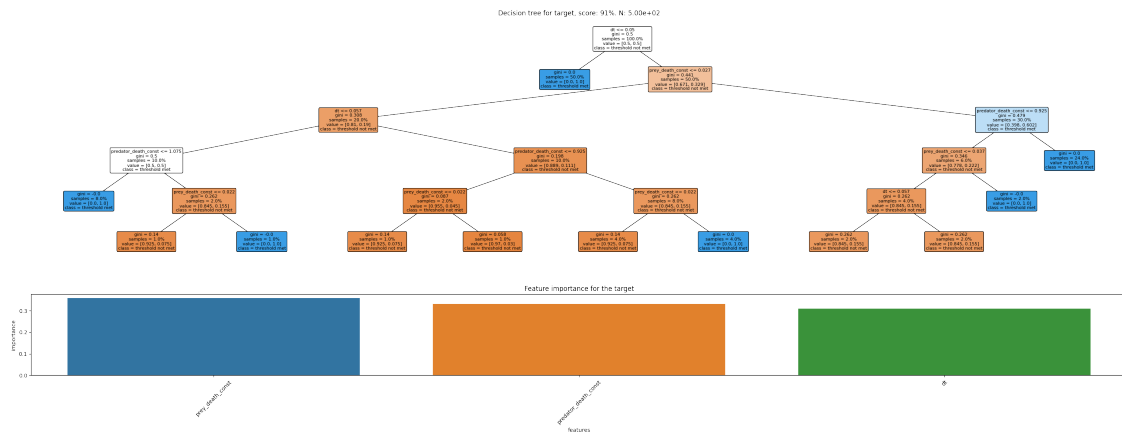 Decision tree for target, score: 91%. N: 5.00e+02
dt <= 0.05
gini = 0.5
samples = 100.0%
value = [0.5, 0.5]
class = threshold not met
gini = 0.0
samples = 50.0%
value = [0.0, 1.0]
class = threshold met
prey_death_const <= 0.027
gini = 0.441
samples = 50.0%
value = [0.671, 0.329]
class = threshold not met
dt <= 0.057
gini = 0.308
samples = 20.0%
value = [0.81, 0.19]
class = threshold not met
predator_death_const <= 0.925
gini = 0.479
samples = 30.0%
value = [0.398, 0.602]
class = threshold met
predator_death_const <= 1.075
gini = 0.5
samples = 10.0%
value = [0.5, 0.5]
class = threshold met
predator_death_const <= 0.925
gini = 0.198
samples = 10.0%
value = [0.889, 0.111]
class = threshold not met
prey_death_const <= 0.037
gini = 0.346
samples = 6.0%
value = [0.778, 0.222]
class = threshold not met
gini = 0.0
samples = 24.0%
value = [0.0, 1.0]
class = threshold met
gini = -0.0
samples = 8.0%
value = [0.0, 1.0]
class = threshold met
prey_death_const <= 0.022
gini = 0.262
samples = 2.0%
value = [0.845, 0.155]
class = threshold not met
prey_death_const <= 0.022
gini = 0.087
samples = 2.0%
value = [0.955, 0.045]
class = threshold not met
prey_death_const <= 0.022
gini = 0.262
samples = 8.0%
value = [0.845, 0.155]
class = threshold not met
dt <= 0.057
gini = 0.262
samples = 4.0%
value = [0.845, 0.155]
class = threshold not met
gini = -0.0
samples = 2.0%
value = [0.0, 1.0]
class = threshold met
gini = 0.14
samples = 1.0%
value = [0.925, 0.075]
class = threshold not met
gini = -0.0
samples = 1.0%
value = [0.0, 1.0]
class = threshold met
gini = 0.14
samples = 1.0%
value = [0.925, 0.075]
class = threshold not met
gini = 0.058
samples = 1.0%
value = [0.97, 0.03]
class = threshold not met
gini = 0.14
samples = 4.0%
value = [0.925, 0.075]
class = threshold not met
gini = 0.0
samples = 4.0%
value = [0.0, 1.0]
class = threshold met
gini = 0.262
samples = 2.0%
value = [0.845, 0.155]
class = threshold not met
gini = 0.262
samples = 2.0%
value = [0.845, 0.155]
class = threshold not met
Feature importance for the target
importance
0.3
0.2
0.1
0.0
prey_death_const
predator_death_const
dt
features